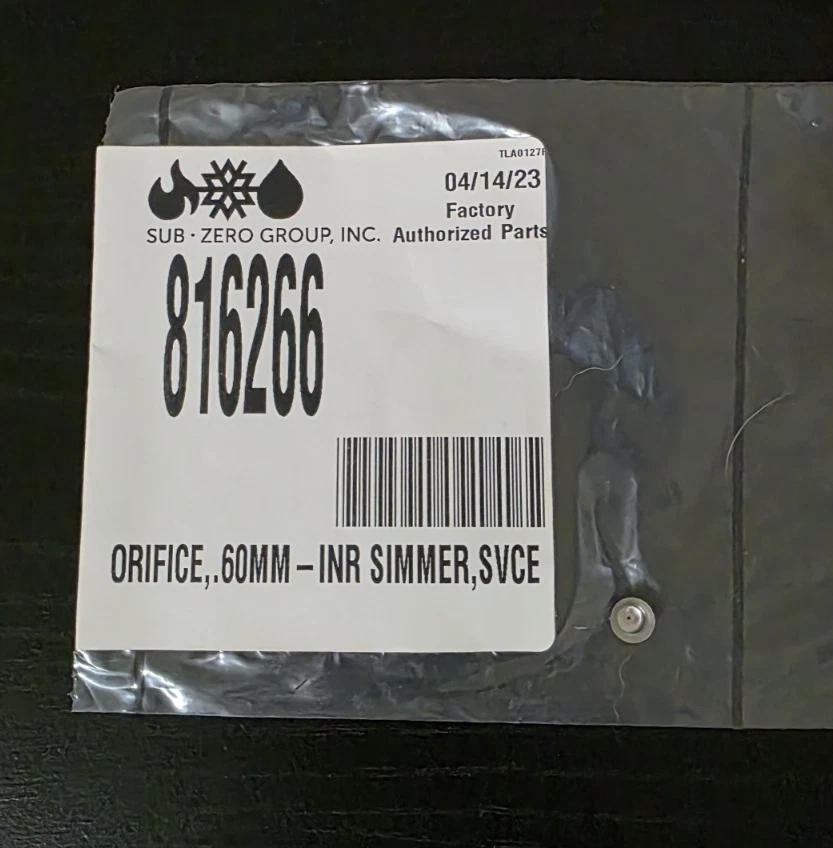 TLA0127
04/14/23
Factory
SUB · ZERO GROUP, INC. Authorized Parts
816266
ORIFICE,.60MM – INR SIMMER,SVCE